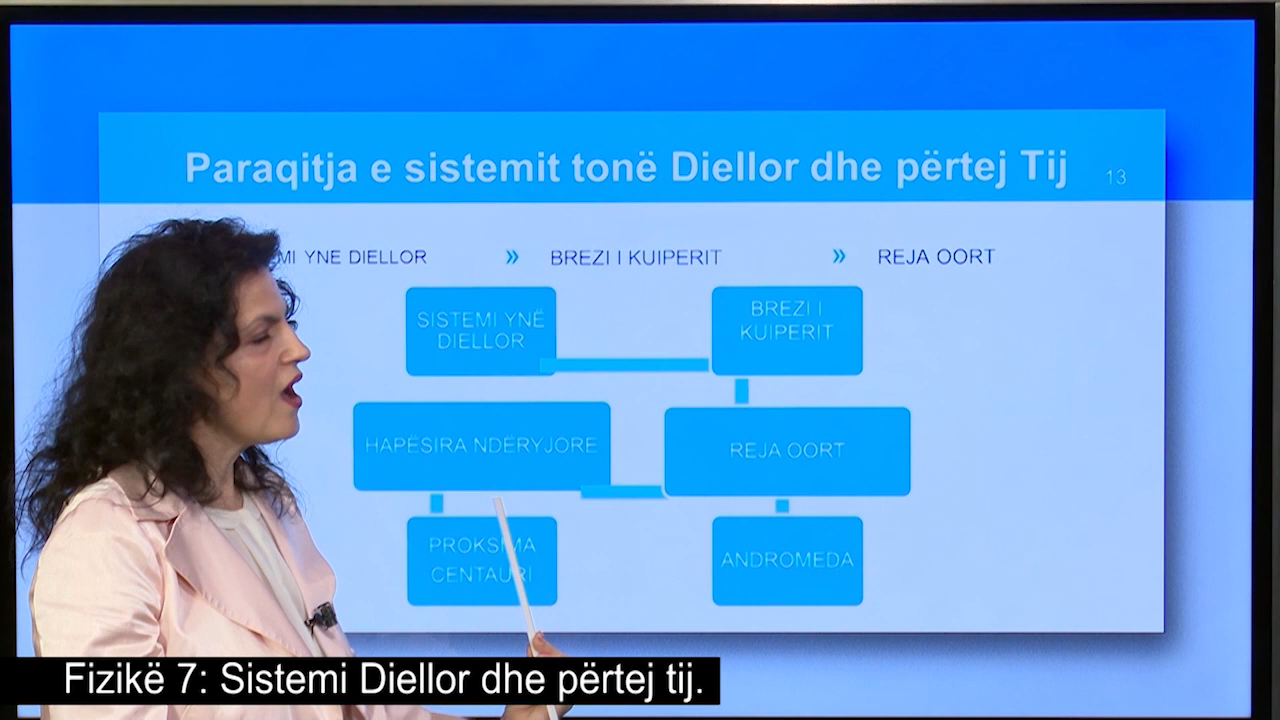 Paraqitja e sistemit tonë Diellor dhe përtej Tij
13
YNE DIELLOR » BREZI I KUIPERIT » REJA OORT
SISTEMI YNË
DIELLOR
BREZI I
KUIPERIT
HAPËSIRA NDËRYJORE
REJA OORT
PROKSIMA
CENTAURI
ANDROMEDA
Fizikë 7: Sistemi Diellor dhe përtej tij.